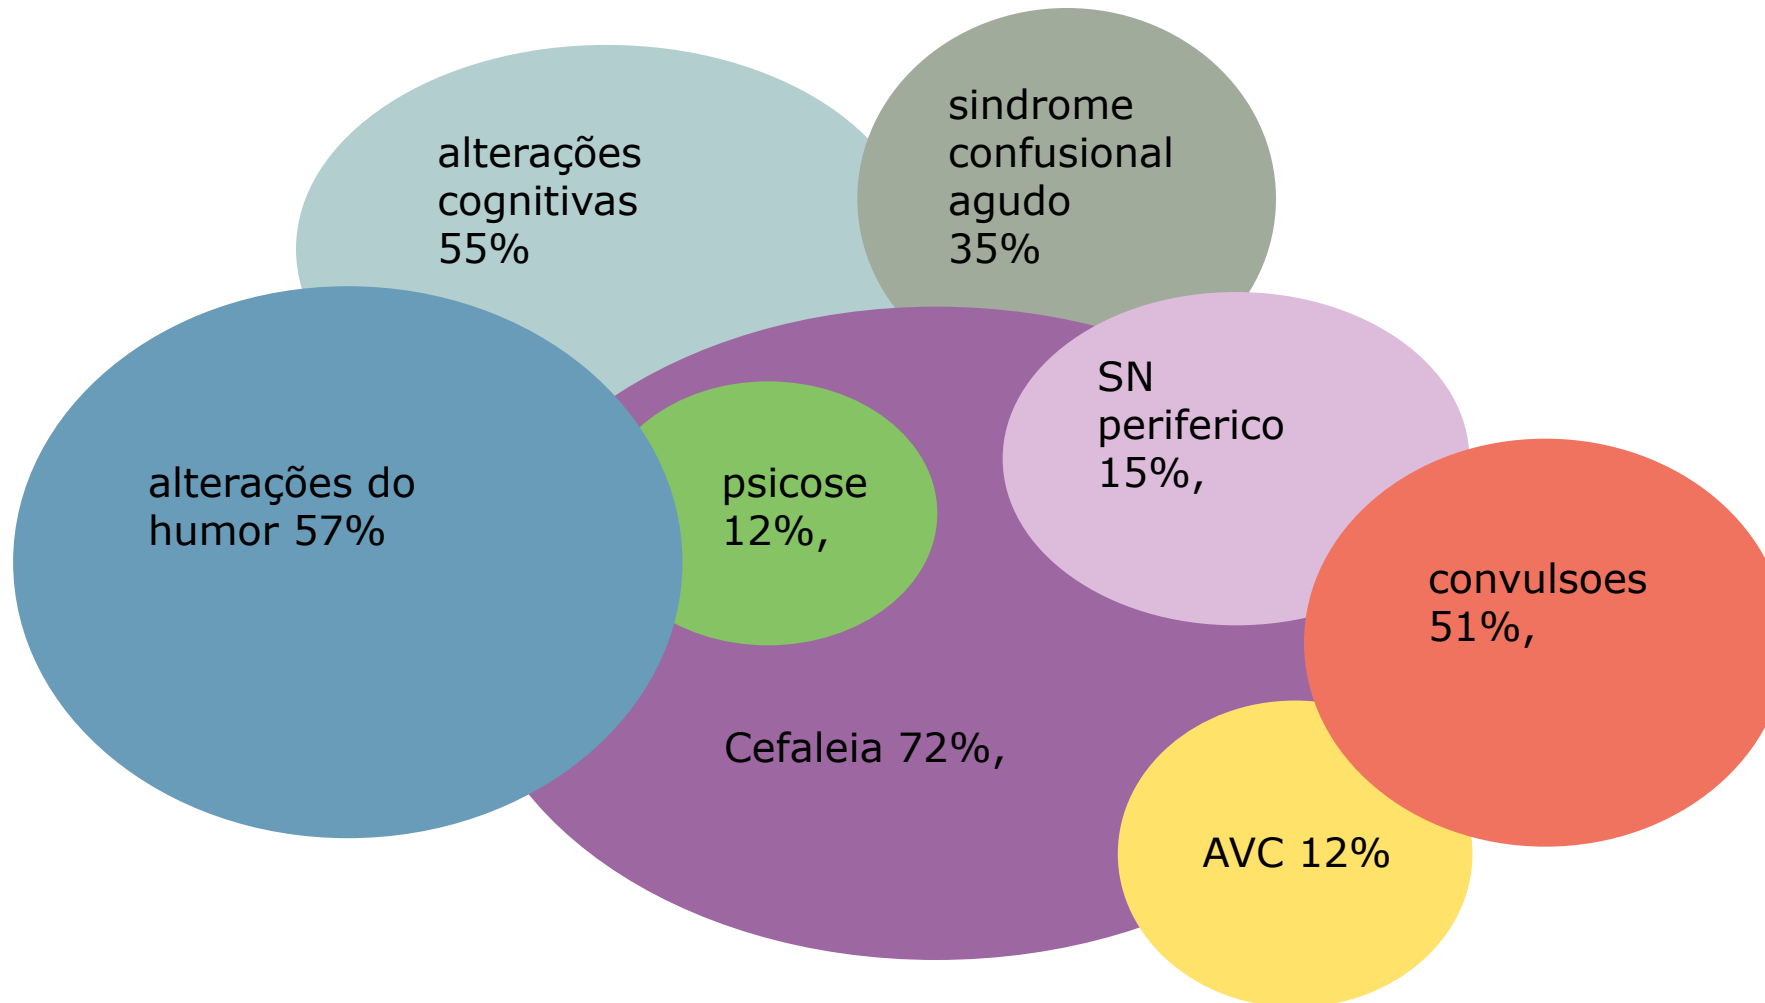 alterações
cognitivas
55%
sindrome
confusional
agudo
35%
SN
periferico
15%,
alterações do
humor 57%
psicose
12%,
convulsoes
51%,
Cefaleia 72%,
AVC 12%